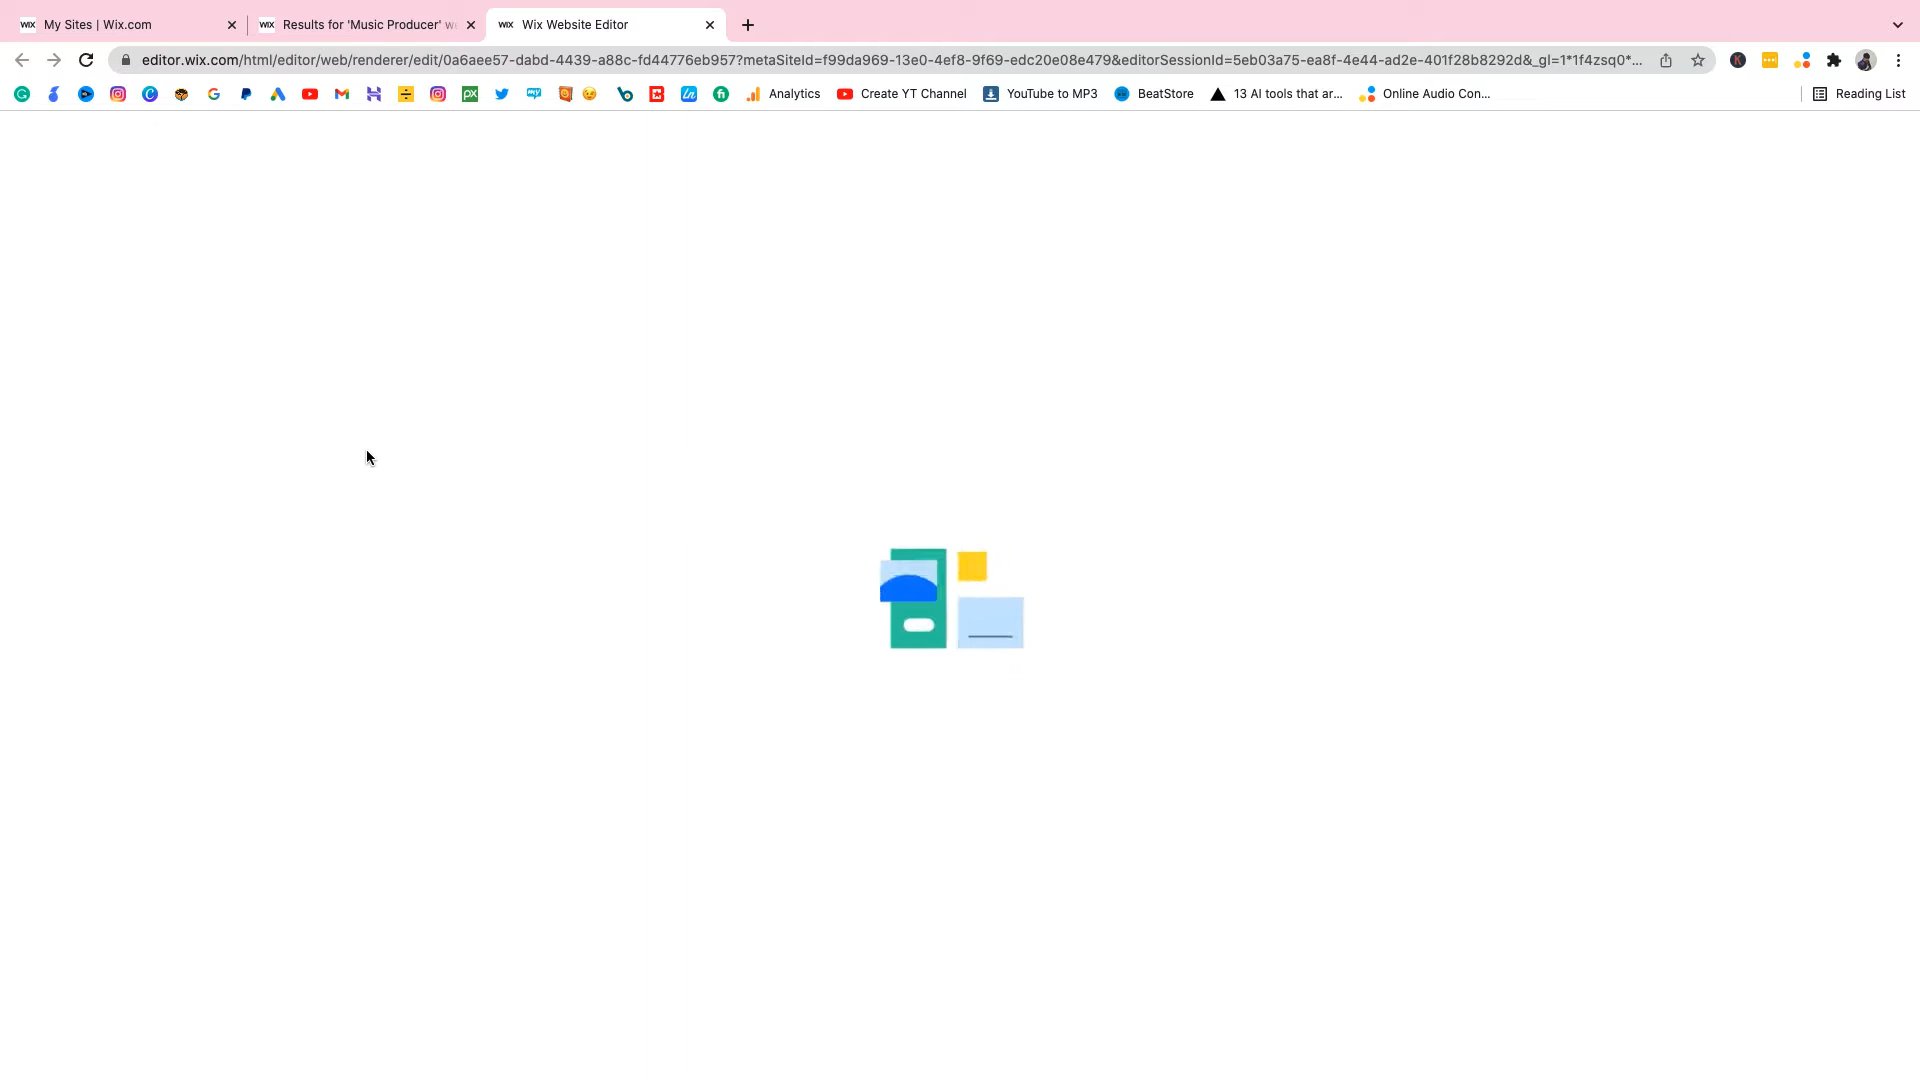 WIX My Sites | Wix.com
WIX Results for 'Music Producer' w
WIX Wix Website Editor
editor.wix.com/html/editor/web/renderer/edit/0a6aee57-dabd-4439-a88c-fd44776eb957?metaSiteId=f99da969-13e0-4ef8-9f69-edc20e08e479&editorSessionId=5eb03a75-ea8f-4e44-ad2e-401f28b8292d&_gl=1*1f4zsq0*...
Analytics
Create YT Channel
YouTube to MP3
BeatStore
13 AI tools that ar...
Online Audio Con...
Reading List